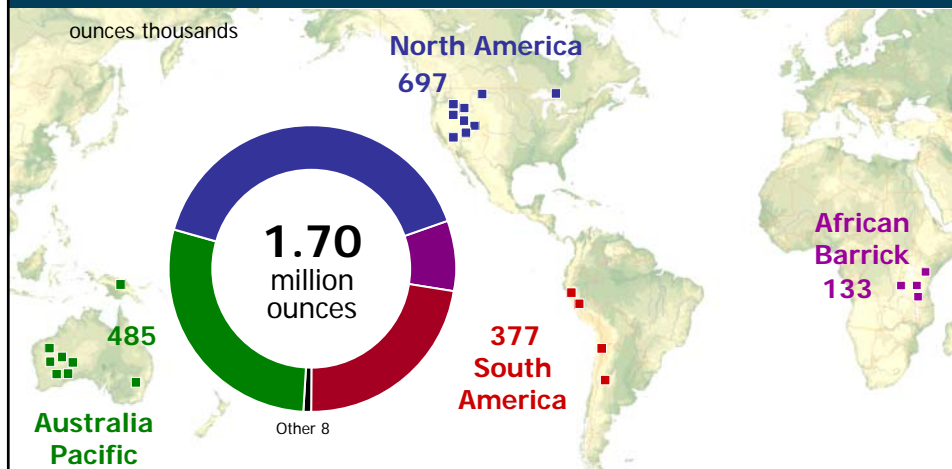 ounces thousands
North America
697
1.70
million
ounces
African
Barrick
133
485
377
South
America
Australia
Pacific
Other 8